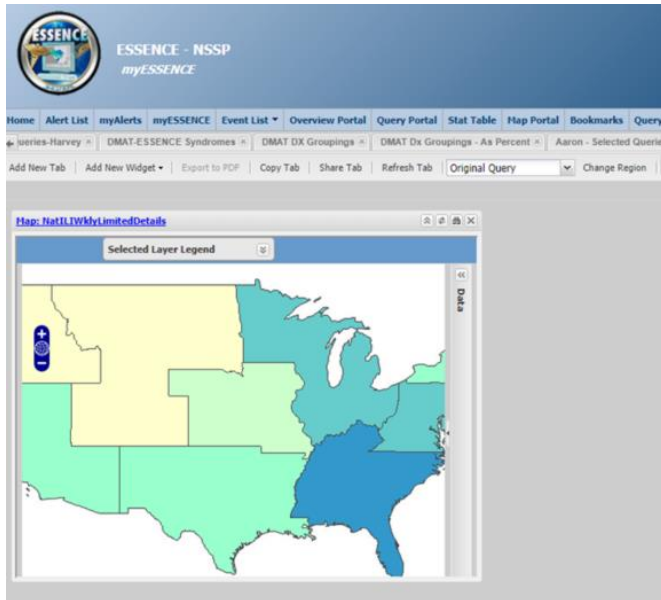 ESSENCE
ESSENCE - NSSP
myESSENCE
Home Alert List myAlerts myESSENCE Event List Overview Portal Query Portal Stat Table Map Portal Bookmarks Query
ueries-Harvey DMAT-ESSENCE Syndromes DMAT DX Groupings DMAT Dx Groupings - As Percent Aaron - Selected Querie
Add New Tab Add New Widget Export to PDF Copy Tab Share Tab Refresh Tab Original Query Change Region
Map: NatILIWklyLimitedDetails
Selected Layer Legend
Data